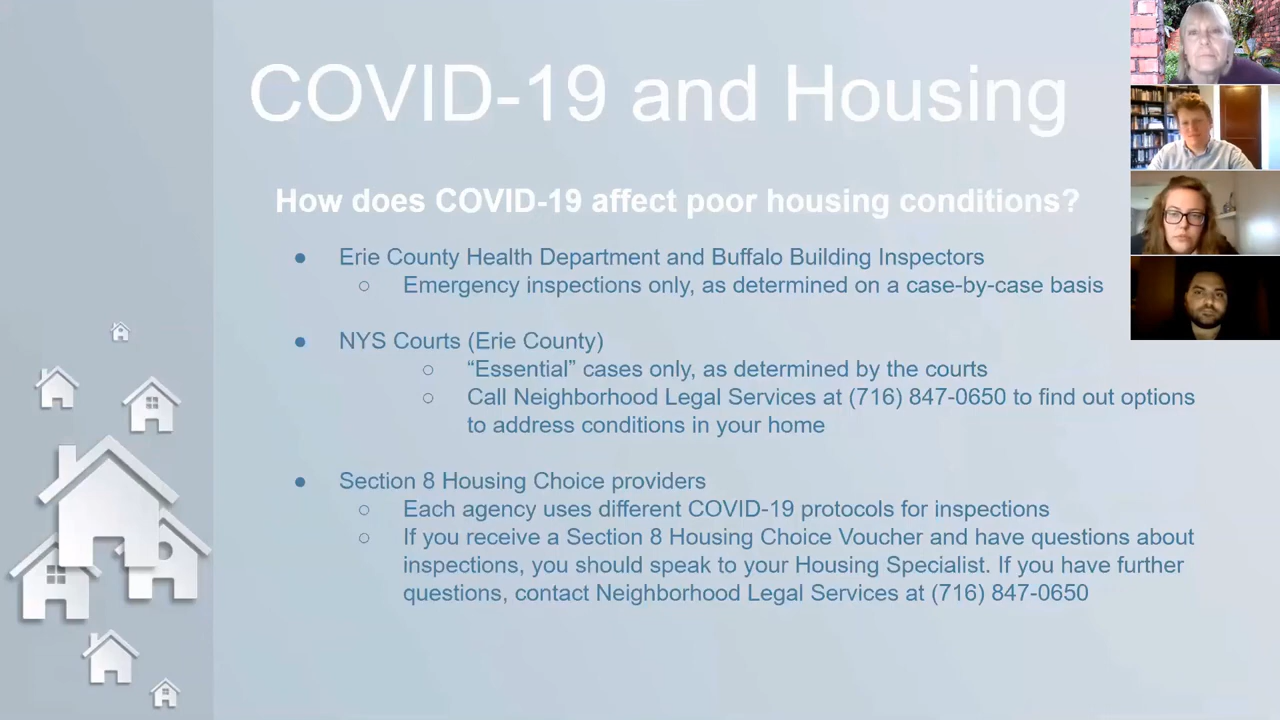 COVID-19 and Housing
How does COVID-19 affect poor housing conditions?
● Erie County Health Department and Buffalo Building Inspectors
○ Emergency inspections only, as determined on a case-by-case basis
● NYS Courts (Erie County)
○ “Essential” cases only, as determined by the courts
○ Call Neighborhood Legal Services at (716) 847-0650 to find out options
to address conditions in your home
● Section 8 Housing Choice providers
○ Each agency uses different COVID-19 protocols for inspections
○ If you receive a Section 8 Housing Choice Voucher and have questions about
inspections, you should speak to your Housing Specialist. If you have further
questions, contact Neighborhood Legal Services at (716) 847-0650